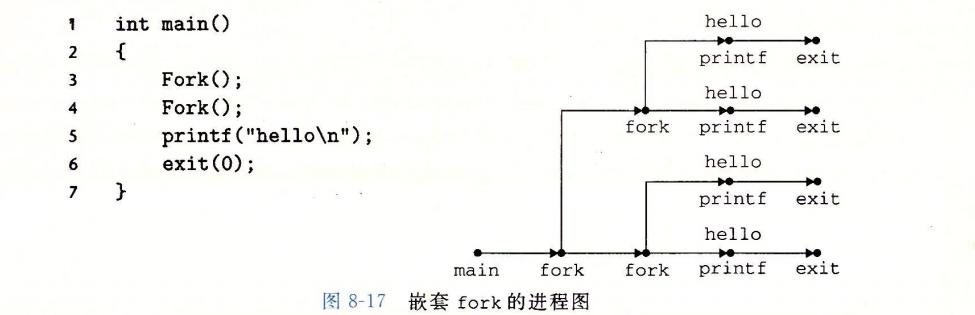 1 int main()
2 {
3 Fork();
4 Fork();
5 printf("hello\n");
6 exit(0);
7 }
hello
printf exit
hello
fork printf exit
hello
printf exit
hello
main fork fork printf exit
图 8-17 嵌套 fork 的进程图